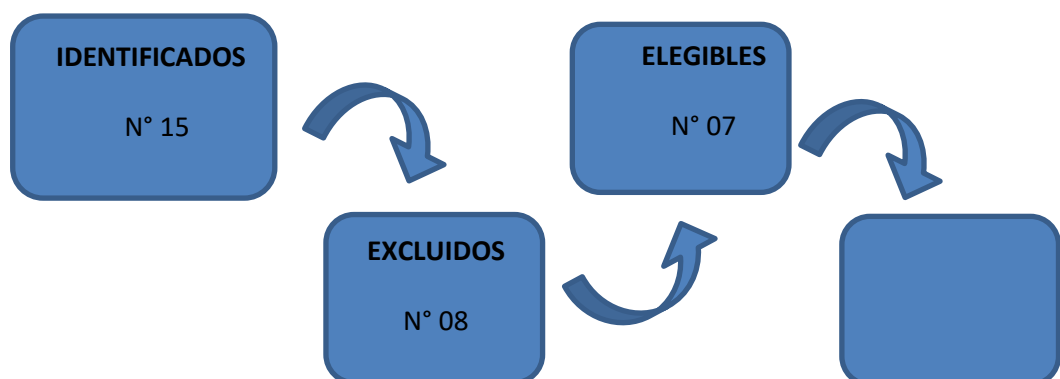 IDENTIFICADOS
N° 15
EXCLUIDOS
N° 08
ELEGIBLES
N° 07